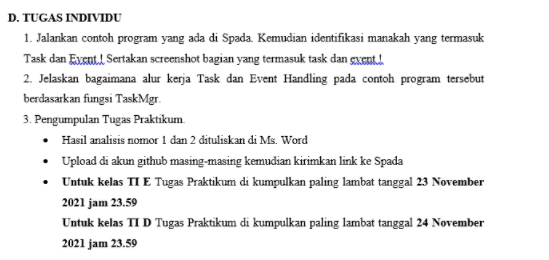 D. TUGAS INDIVIDU
1. Jalankan contoh program yang ada di Spada. Kemudian identifikasi manakah yang termasuk
Task dan Event ! Sertakan screenshot bagian yang termasuk task dan event !
2. Jelaskan bagaimana alur kerja Task dan Event Handling pada contoh program tersebut
berdasarkan fungsi TaskMgr.
3. Pengumpulan Tugas Praktikum.
• Hasil analisis nomor 1 dan 2 dituliskan di Ms. Word
• Upload di akun github masing-masing kemudian kirimkan link ke Spada
• Untuk kelas TI E Tugas Praktikum di kumpulkan paling lambat tanggal 23 November
2021 jam 23.59
Untuk kelas TI D Tugas Praktikum di kumpulkan paling lambat tanggal 24 November
2021 jam 23.59